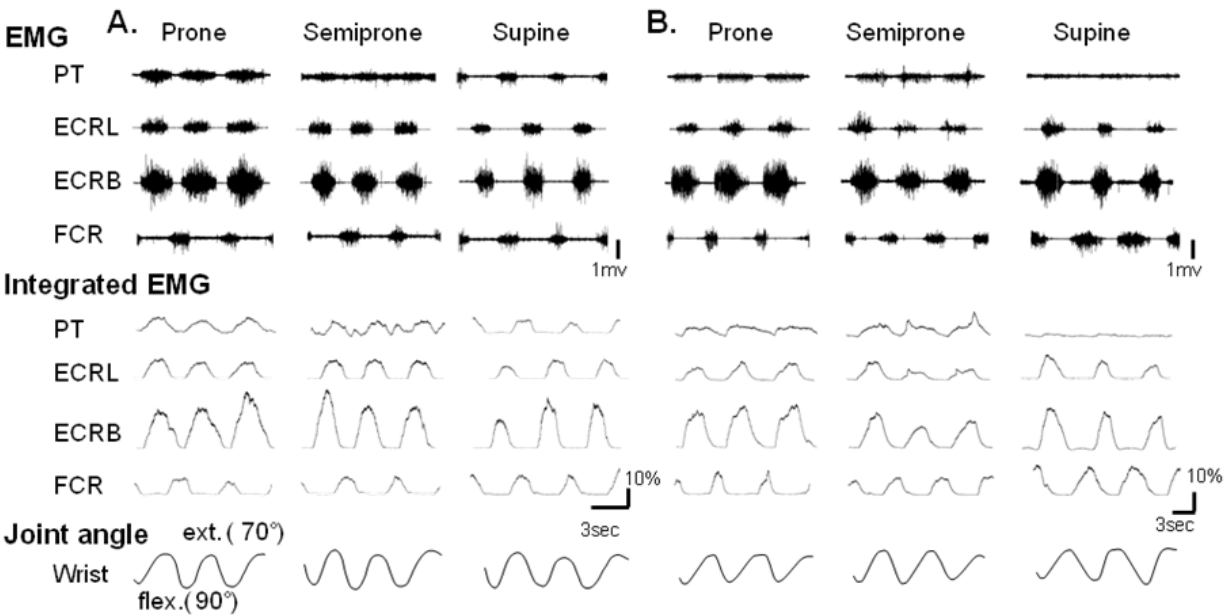 A. B.
EMG Prone Semiprone Supine Prone Semiprone Supine
PT
ECRL
ECRB
FCR
1mv 1mv
Integrated EMG
PT
ECRL
ECRB
FCR 10% 10%
3sec 3sec
Joint angle ext.( 70°)
Wrist
flex.(90°)